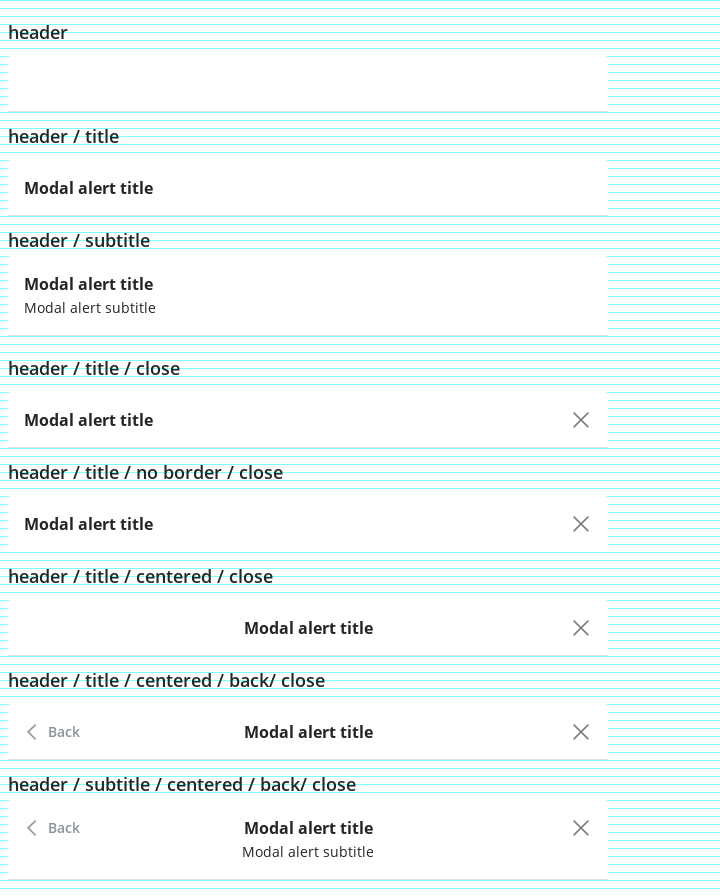 header
header / title
Modal alert title
header / subtitle
Modal alert title
Modal alert subtitle
header / title / close
Modal alert title
header / title / no border / close
Modal alert title
header / title / centered / close
Modal alert title
header / title / centered / back/ close
Back Modal alert title
header / subtitle / centered / back/ close
Back Modal alert title
Modal alert subtitle